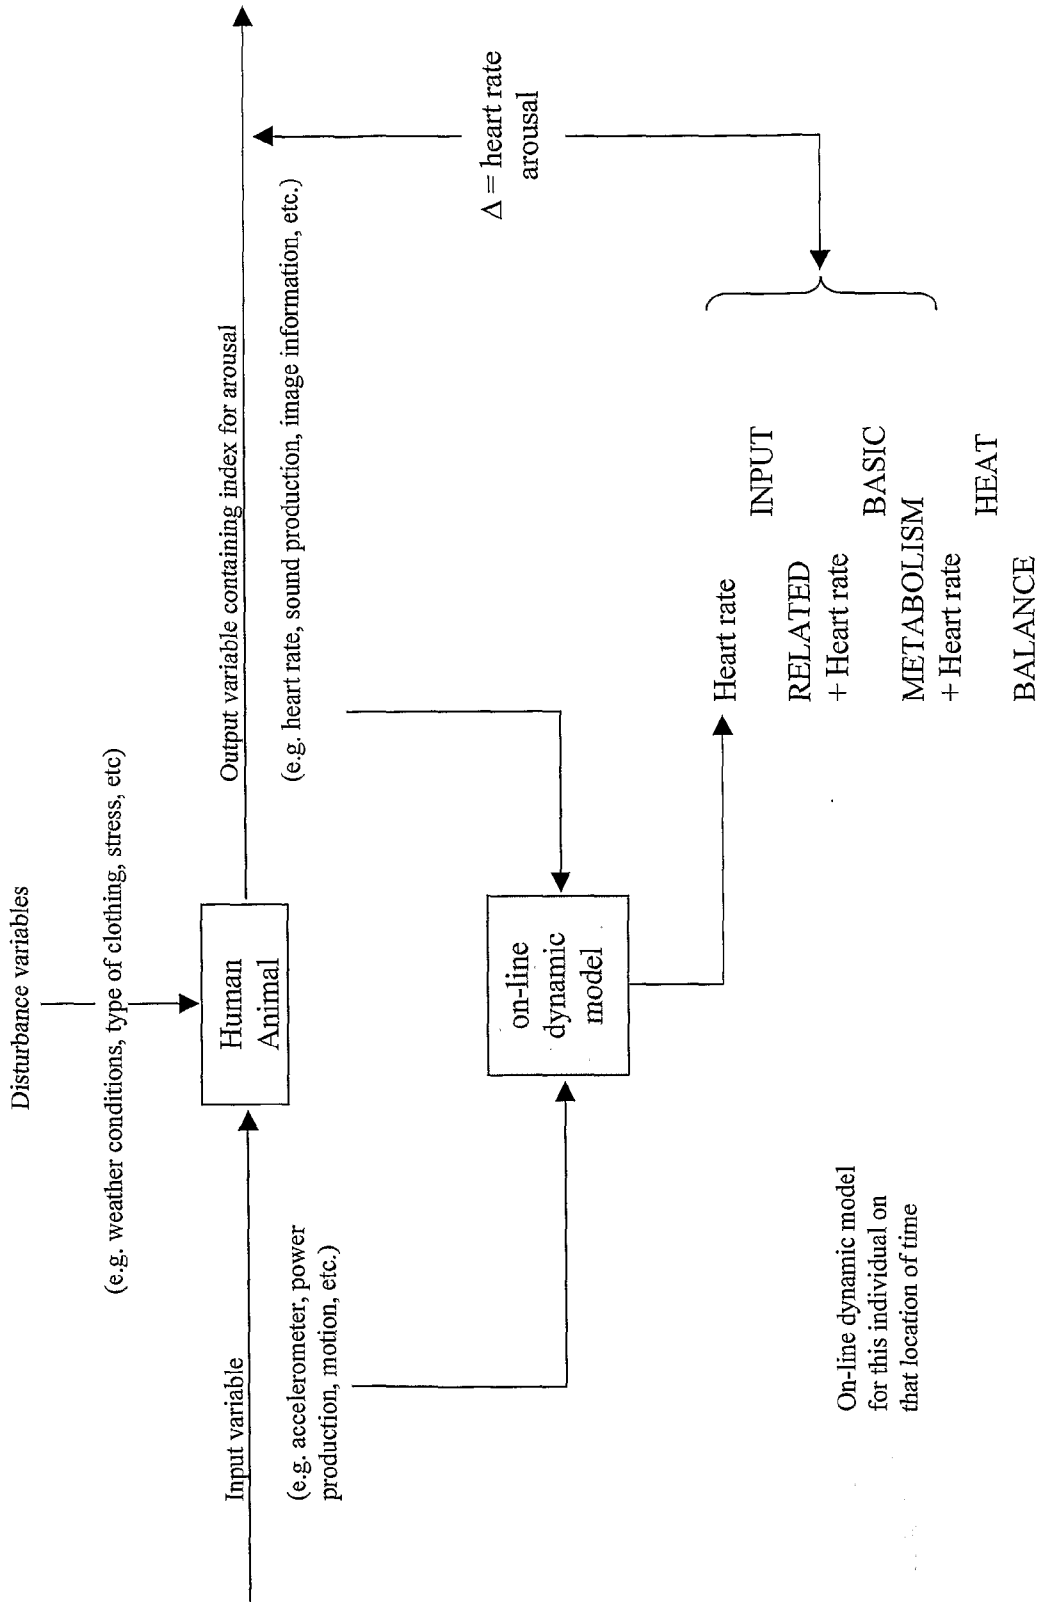 Disturbance variables
(e.g. weather conditions, type of clothing, stress, etc)
Input variable
(e.g. accelerometer, power
production, motion, etc.)
Human
Animal
Output variable containing index for arousal
(e.g. heart rate, sound production, image information, etc.)
on-line
dynamic
model
Δ = heart rate
arousal
Heart rate
INPUT
RELATED
+ Heart rate
BASIC
METABOLISM
+ Heart rate
HEAT
BALANCE
On-line dynamic model
for this individual on
that location of time